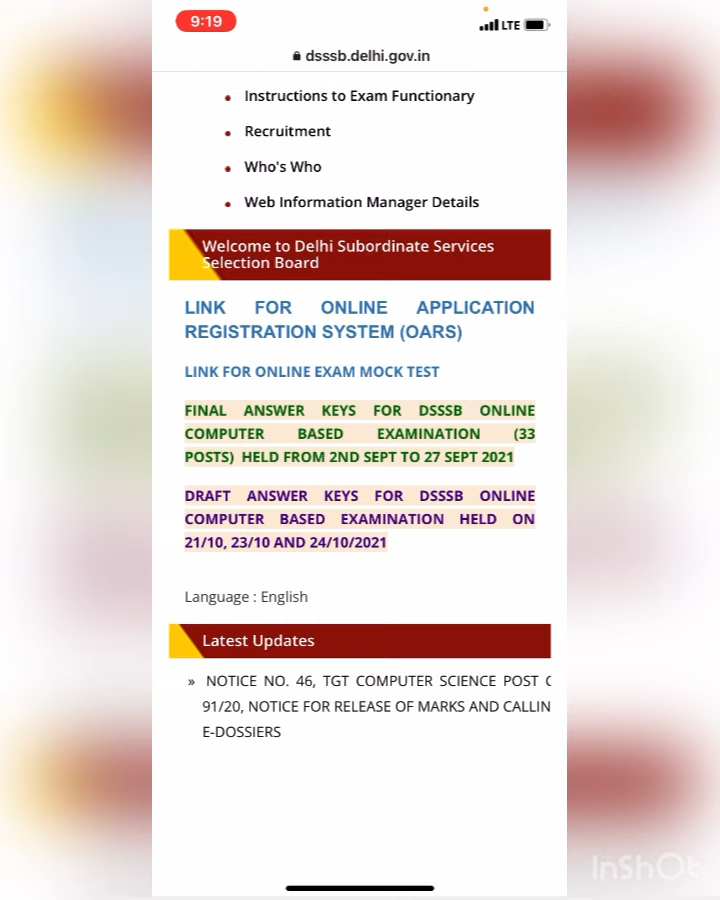 9:19
LTE
dsssb.delhi.gov.in
Instructions to Exam Functionary
Recruitment
Who's Who
Web Information Manager Details
Welcome to Delhi Subordinate Services
Selection Board
LINK FOR ONLINE APPLICATION
REGISTRATION SYSTEM (OARS)
LINK FOR ONLINE EXAM MOCK TEST
FINAL ANSWER KEYS FOR DSSSB ONLINE
COMPUTER BASED EXAMINATION (33
POSTS) HELD FROM 2ND SEPT TO 27 SEPT 2021
DRAFT ANSWER KEYS FOR DSSSB ONLINE
COMPUTER BASED EXAMINATION HELD ON
21/10, 23/10 AND 24/10/2021
Language : English
Latest Updates
» NOTICE NO. 46, TGT COMPUTER SCIENCE POST
91/20, NOTICE FOR RELEASE OF MARKS AND CALLIN
E-DOSSIERS
InShOt